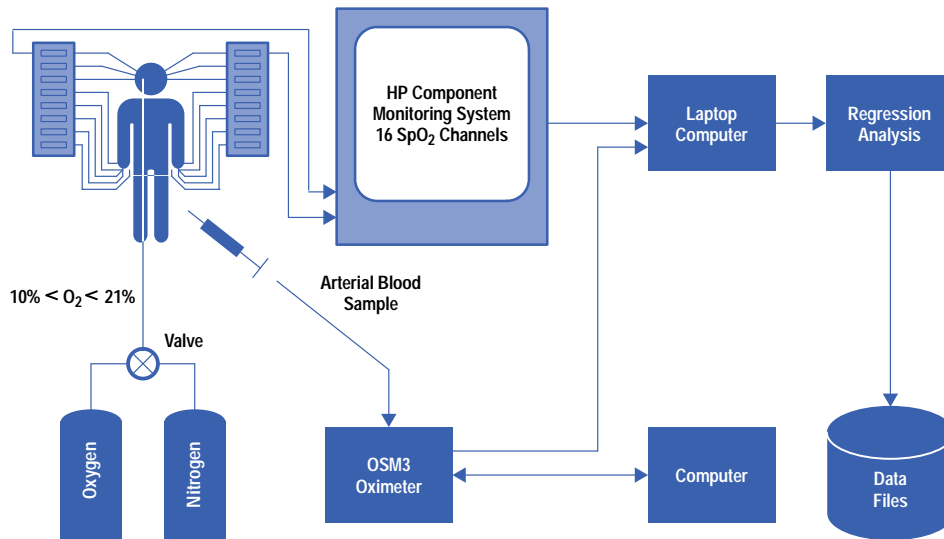 HP Component
Monitoring System
16 SpO₂ Channels
Laptop
Computer
Regression
Analysis
10% < O₂ < 21%
Arterial Blood
Sample
Valve
Oxygen
Nitrogen
OSM3
Oximeter
Computer
Data
Files